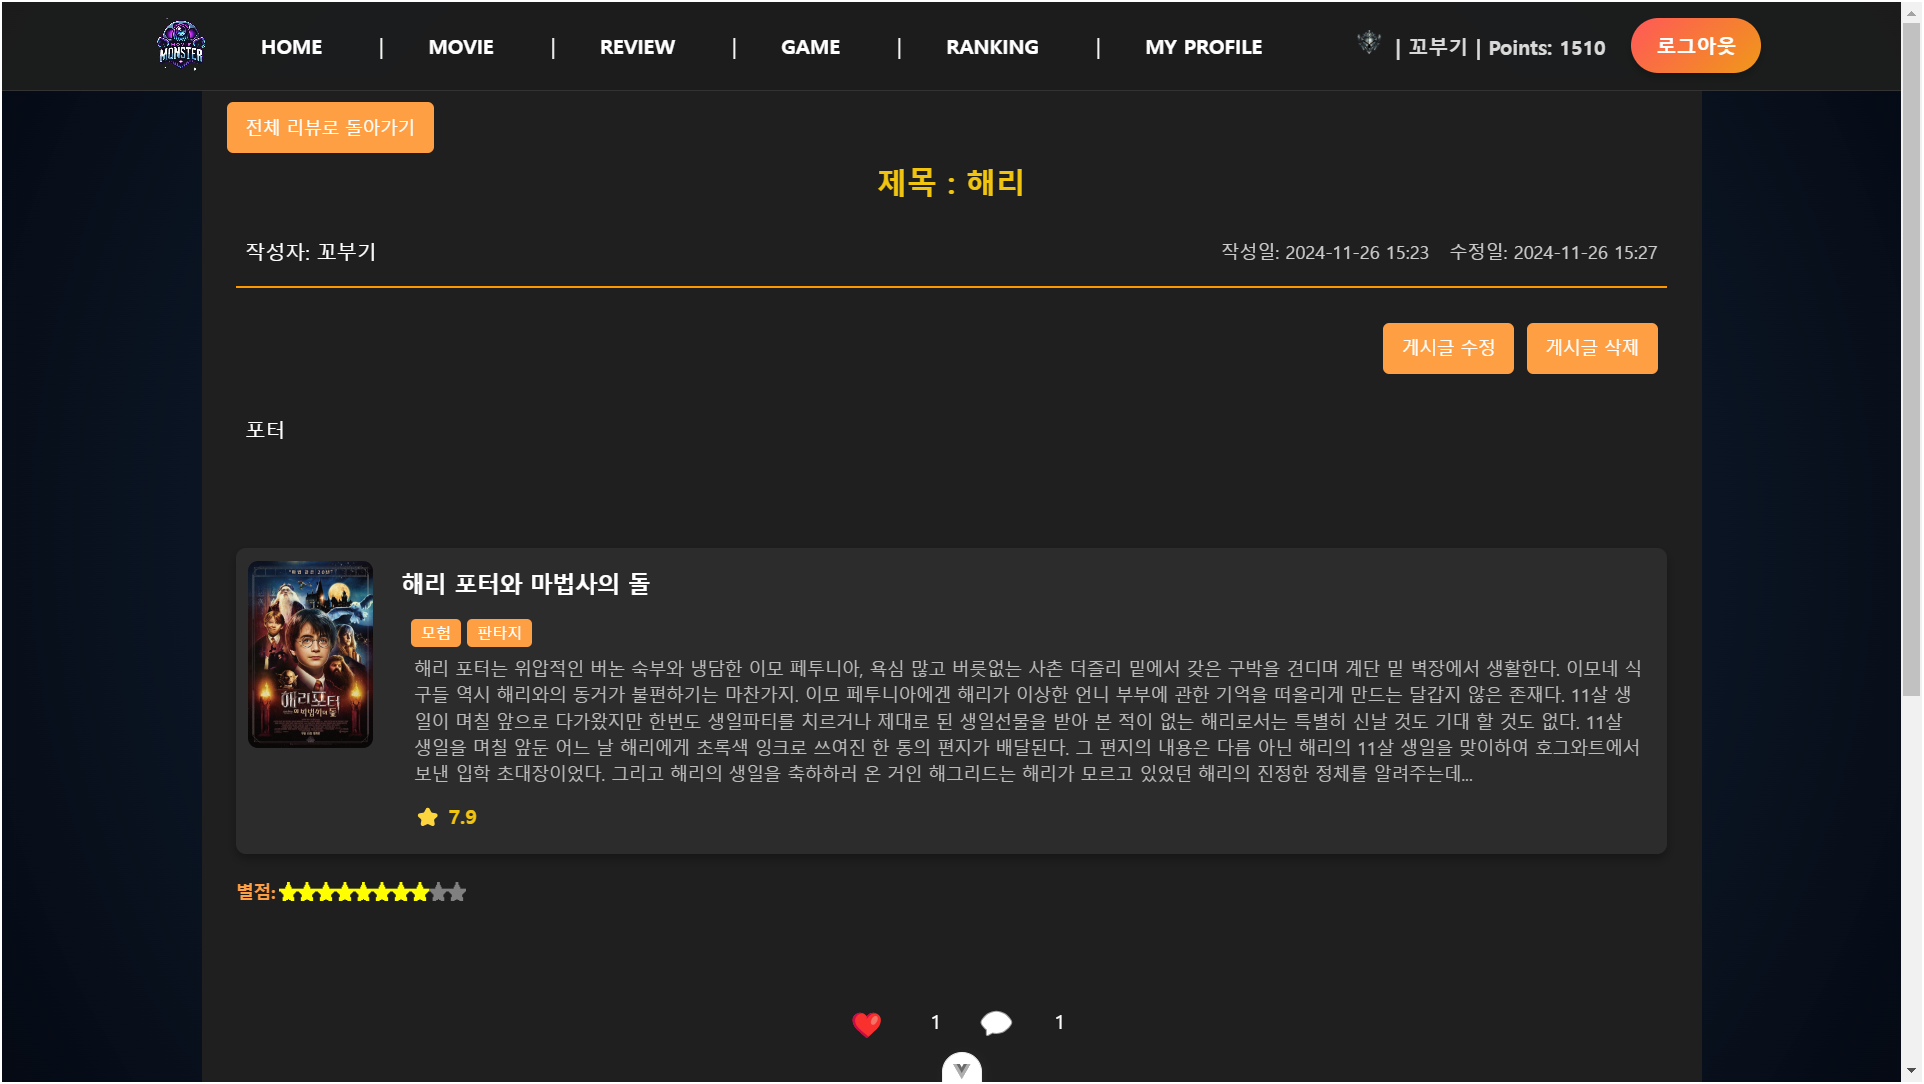 MOVIE MONSTER
HOME | MOVIE | REVIEW | GAME | RANKING | MY PROFILE | 꼬부기 | Points: 1510 로그아웃
전체 리뷰로 돌아가기
제목 : 해리
작성자: 꼬부기 작성일: 2024-11-26 15:23 수정일: 2024-11-26 15:27
게시글 수정 게시글 삭제
포터
해리 포터와 마법사의 돌
모험 판타지
해리 포터는 위압적인 버논 숙부와 냉담한 이모 페투니아, 욕심 많고 버릇없는 사촌 더즐리 밑에서 갖은 구박을 견디며 계단 밑 벽장에서 생활한다. 이모네 식
구들 역시 해리와의 동거가 불편하기는 마찬가지. 이모 페투니아에겐 해리가 이상한 언니 부부에 관한 기억을 떠올리게 만드는 달갑지 않은 존재다. 11살 생
일이 며칠 앞으로 다가왔지만 한번도 생일파티를 치르거나 제대로 된 생일선물을 받아 본 적이 없는 해리로서는 특별히 신날 것도 기대 할 것도 없다. 11살
생일을 며칠 앞둔 어느 날 해리에게 초록색 잉크로 쓰여진 한 통의 편지가 배달된다. 그 편지의 내용은 다름 아닌 해리의 11살 생일을 맞이하여 호그와트에서
보낸 입학 초대장이었다. 그리고 해리의 생일을 축하하러 온 거인 해그리드는 해리가 모르고 있었던 해리의 진정한 정체를 알려주는데...
해리포터
마법사의 돌
7.9
별점:
1 1